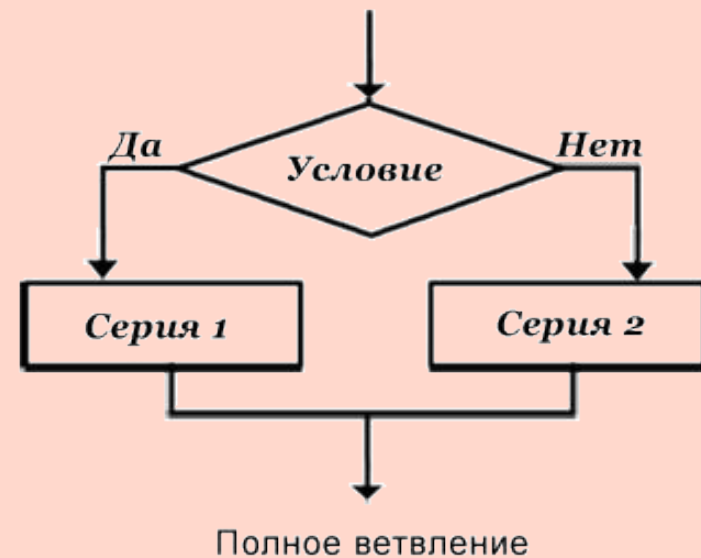 Да
Нет
Условие
Серия 1
Серия 2
Полное ветвление